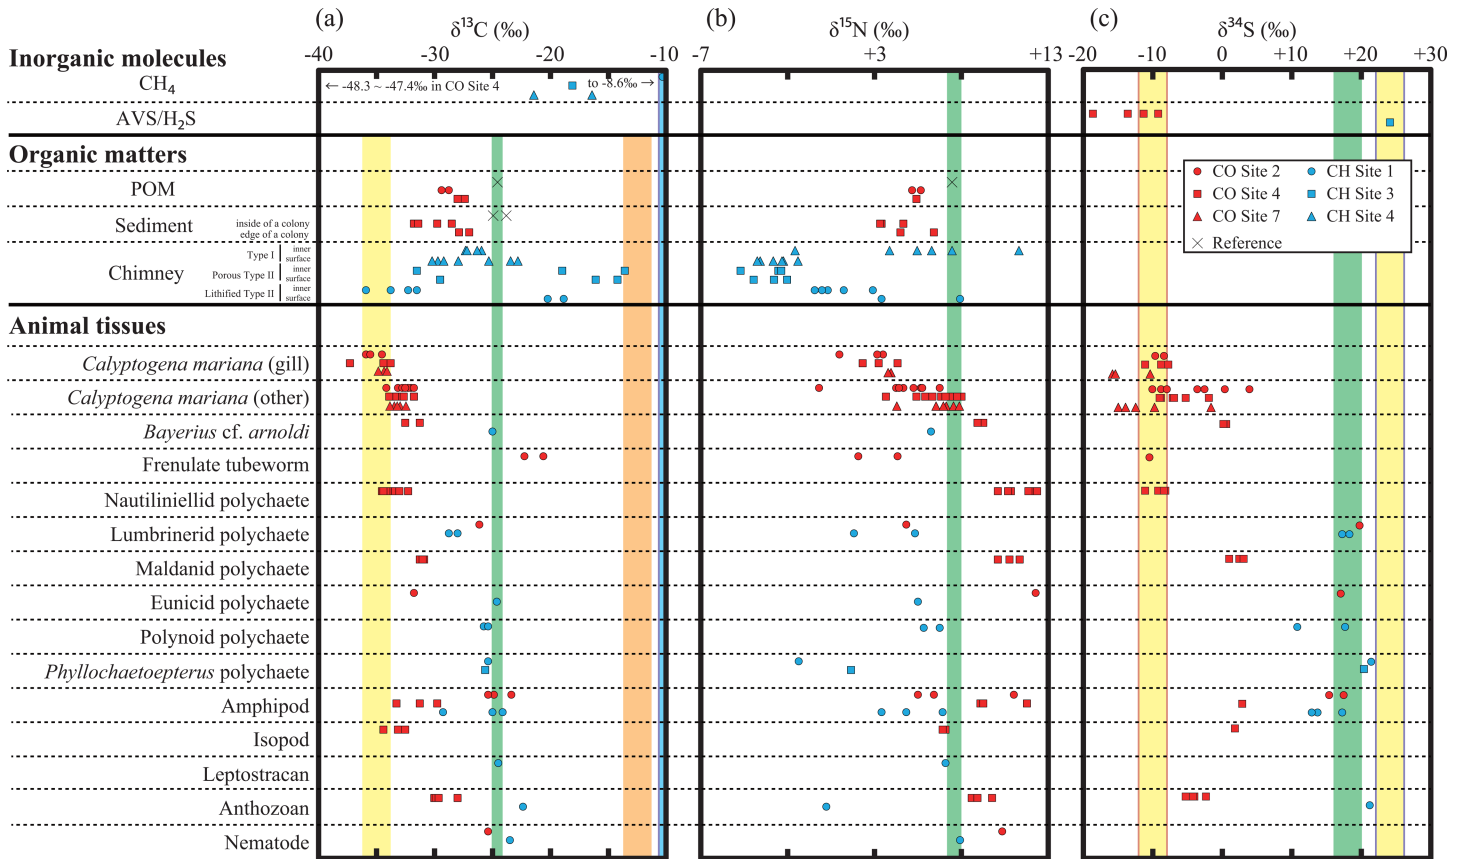 (a)
(b)
(c)
δ¹³C (‰)
δ¹⁵N (‰)
δ³⁴S (‰)
-40 -30 -20 -10
-7 +3 +13
-20 -10 0 +10 +20 +30
Inorganic molecules
CH₄
← -48.3 ~ -47.4‰ in CO Site 4
to -8.6‰ →
AVS/H₂S
Organic matters
POM
Sediment
inside of a colony
edge of a colony
Chimney
Type I
inner
surface
Porous Type II
inner
surface
Lithified Type II
inner
surface
CO Site 2
CO Site 4
CO Site 7
Reference
CH Site 1
CH Site 3
CH Site 4
Animal tissues
Calyptogena mariana (gill)
Calyptogena mariana (other)
Bayerius cf. arnoldi
Frenulate tubeworm
Nautiliniellid polychaete
Lumbrinerid polychaete
Maldanid polychaete
Eunicid polychaete
Polynoid polychaete
Phyllochaetoepterus polychaete
Amphipod
Isopod
Leptostracan
Anthozoan
Nematode